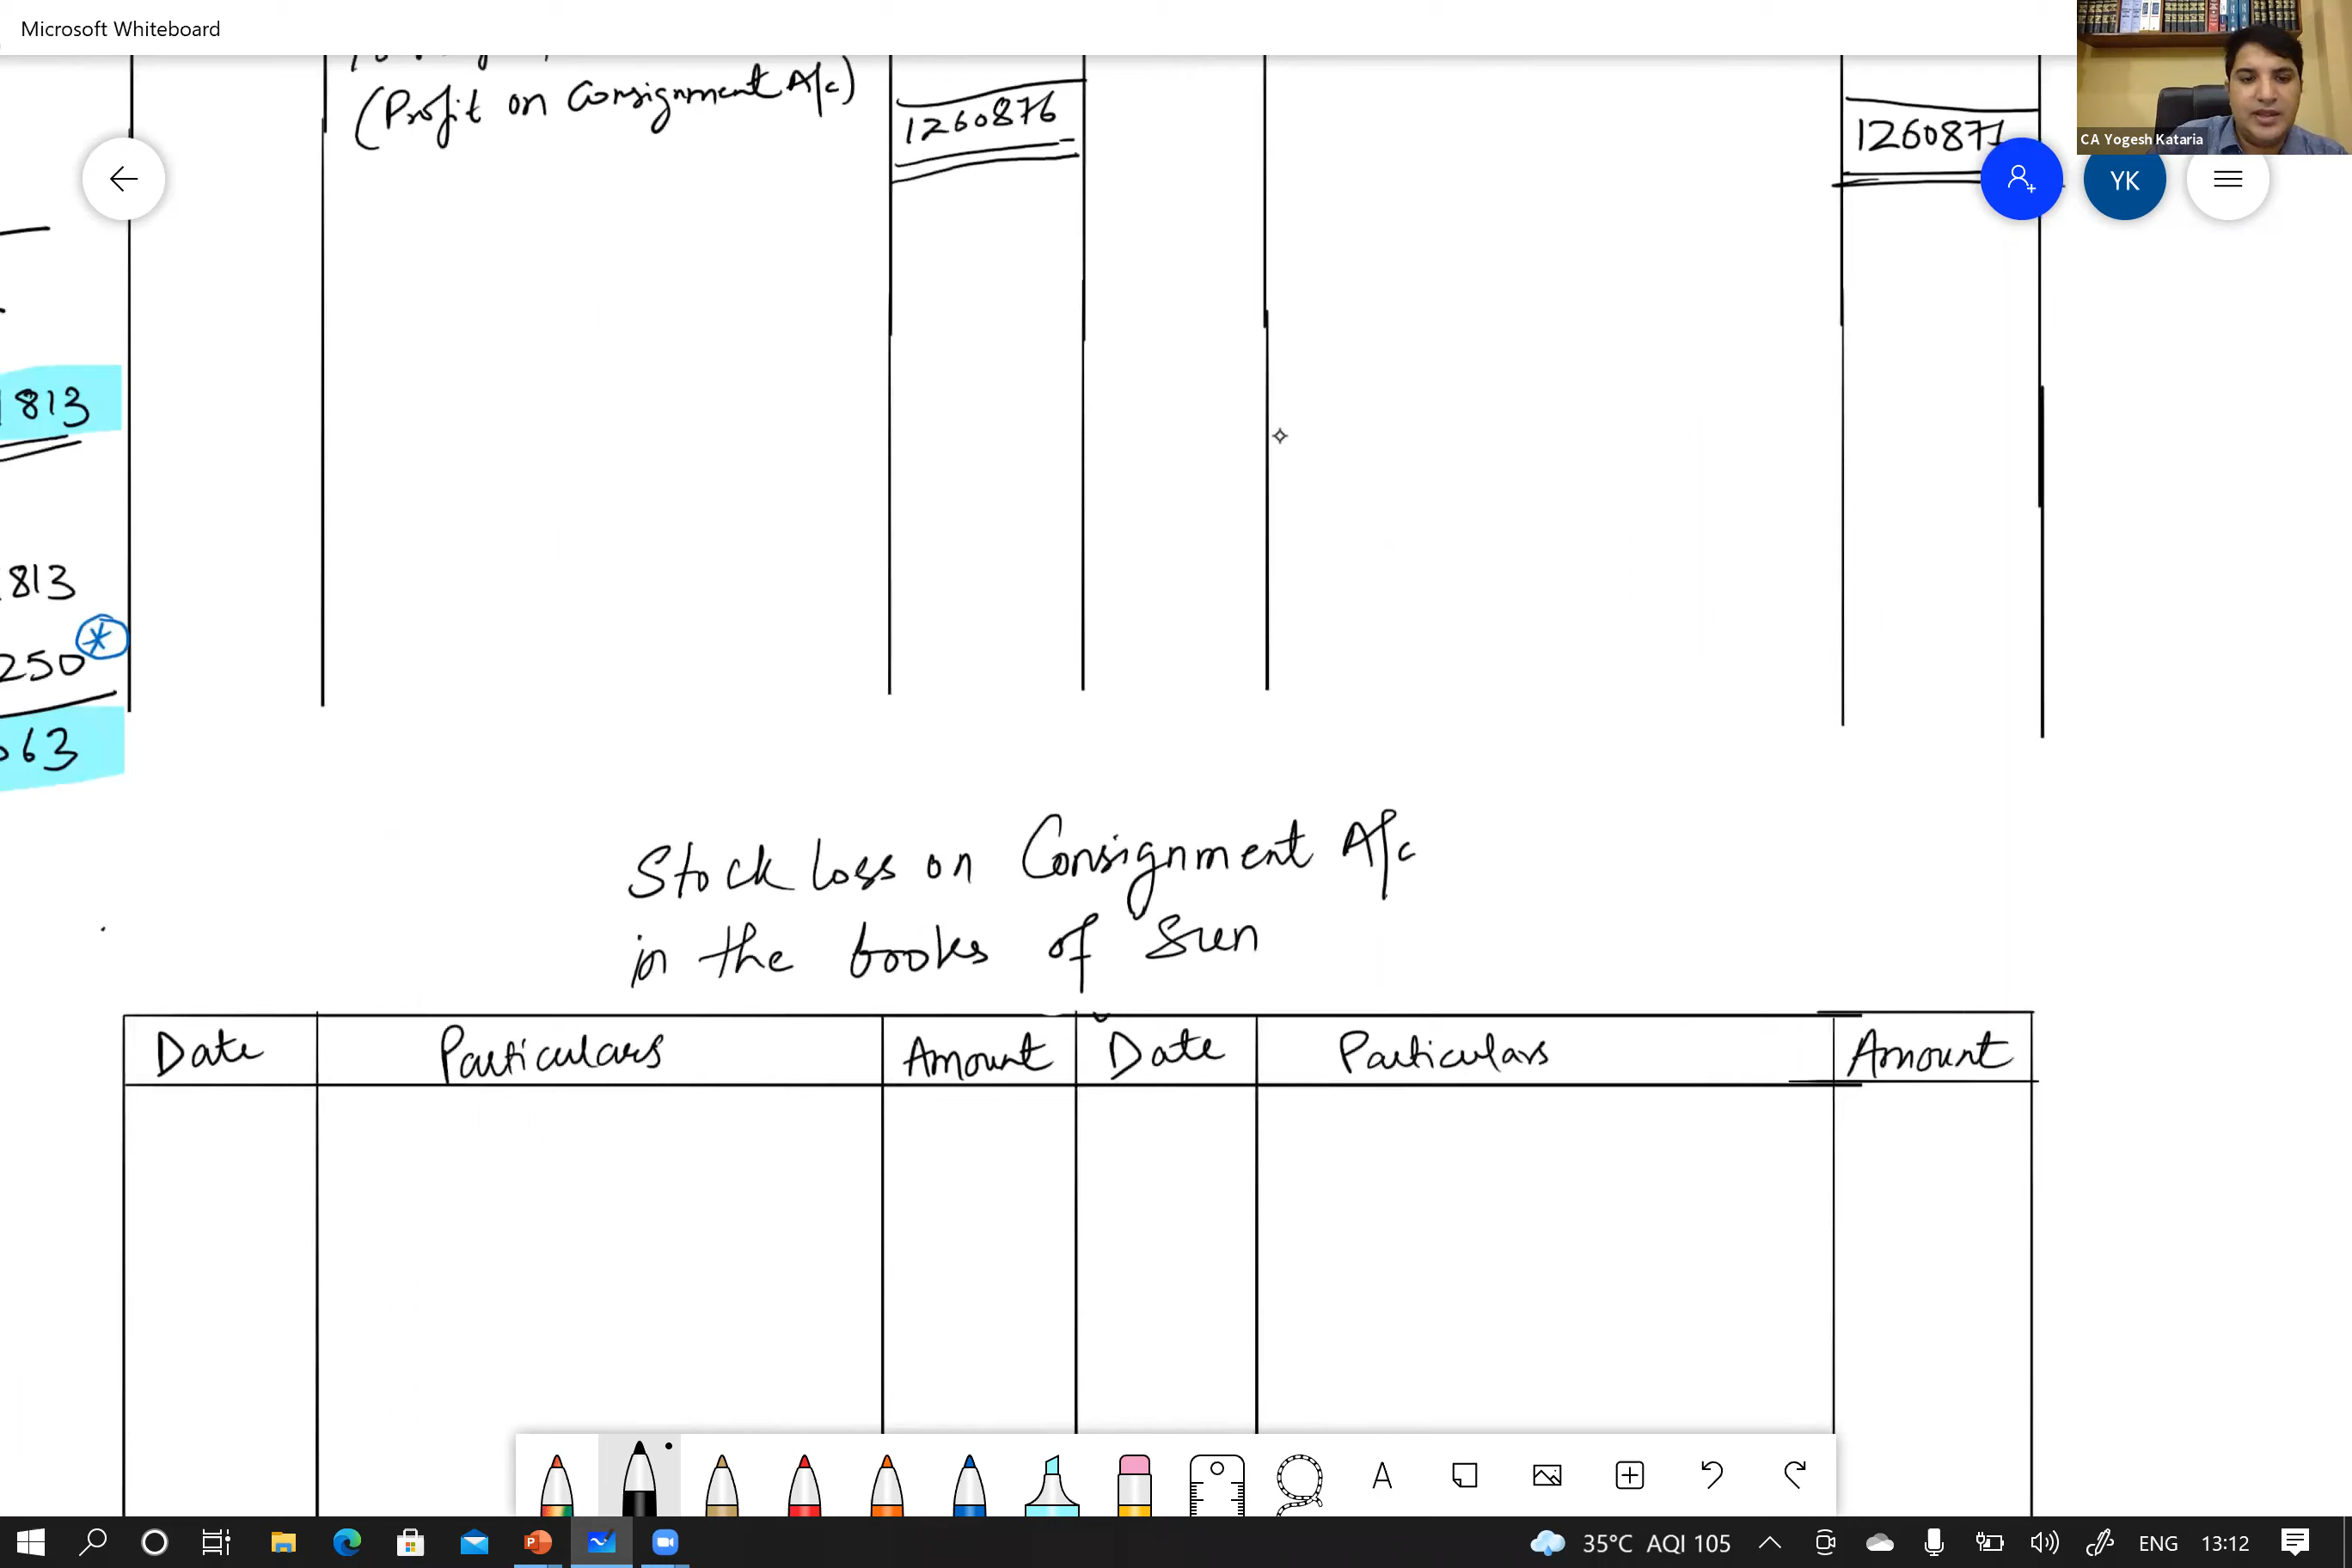 Microsoft Whiteboard
(Profit on Consignment A/c)
1260876
1260871
CA Yogesh Kataria
YK
1813
813
250*
63
Stock loss on Consignment A/c
in the books of Sun
Date Particulars Amount Date Particulars Amount
A
35°C AQI 105 ENG 13:12